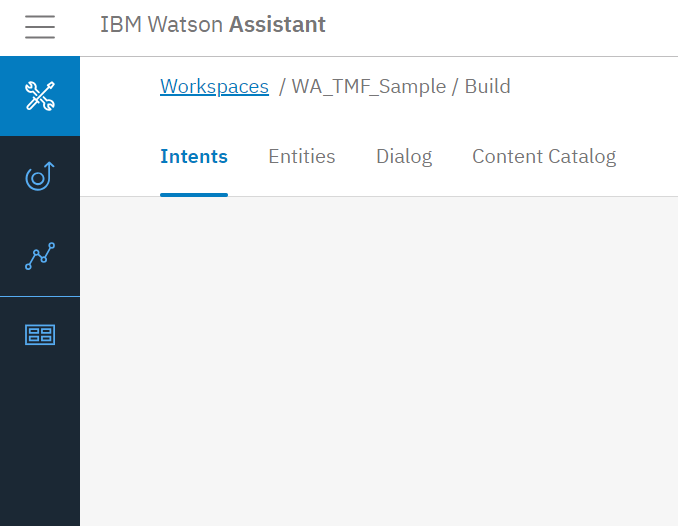 IBM Watson Assistant
Workspaces / WA_TMF_Sample / Build
Intents Entities Dialog Content Catalog